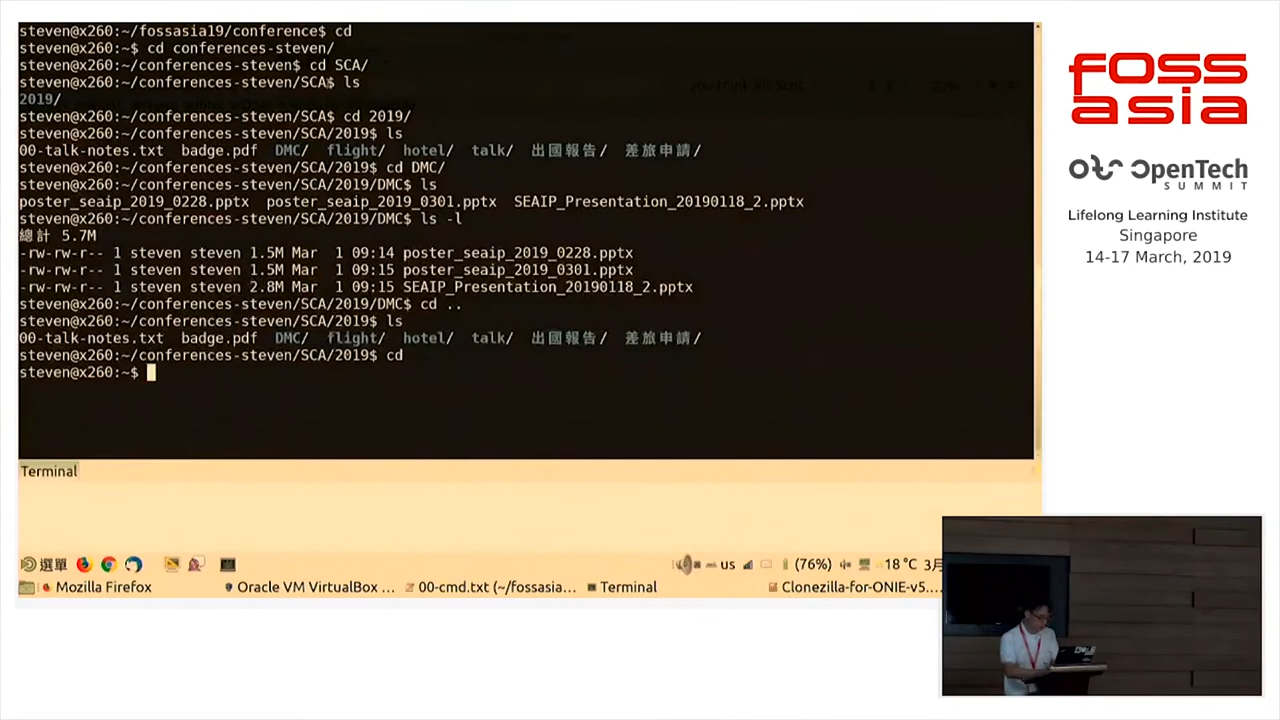 steven@x260:~/fossasia19/conference$ cd
steven@x260:~$ cd conferences-steven/
steven@x260:~/conferences-steven$ cd SCA/
steven@x260:~/conferences-steven/SCA$ ls
2019/
steven@x260:~/conferences-steven/SCA$ cd 2019/
steven@x260:~/conferences-steven/SCA/2019$ ls
00-talk-notes.txt badge.pdf DMC/ flight/ hotel/ talk/ 出國報告/ 差旅申請/
steven@x260:~/conferences-steven/SCA/2019$ cd DMC/
steven@x260:~/conferences-steven/SCA/2019/DMC$ ls
poster_seaip_2019_0228.pptx poster_seaip_2019_0301.pptx SEAIP_Presentation_20190118_2.pptx
steven@x260:~/conferences-steven/SCA/2019/DMC$ ls -l
總計 5.7M
-rw-rw-r-- 1 steven steven 1.5M Mar 1 09:14 poster_seaip_2019_0228.pptx
-rw-rw-r-- 1 steven steven 1.5M Mar 1 09:15 poster_seaip_2019_0301.pptx
-rw-rw-r-- 1 steven steven 2.8M Mar 1 09:15 SEAIP_Presentation_20190118_2.pptx
steven@x260:~/conferences-steven/SCA/2019/DMC$ cd ..
steven@x260:~/conferences-steven/SCA/2019$ ls
00-talk-notes.txt badge.pdf DMC/ flight/ hotel/ talk/ 出國報告/ 差旅申請/
steven@x260:~/conferences-steven/SCA/2019$ cd
steven@x260:~$
Terminal
選單 us (76%) 18°C 3月
Mozilla Firefox Oracle VM VirtualBox ... 00-cmd.txt (~/fossasia... Terminal Clonezilla-for-ONIE-v5....
fOSS
asia
OTS OpenTech
SUMMIT
Lifelong Learning Institute
Singapore
14-17 March, 2019